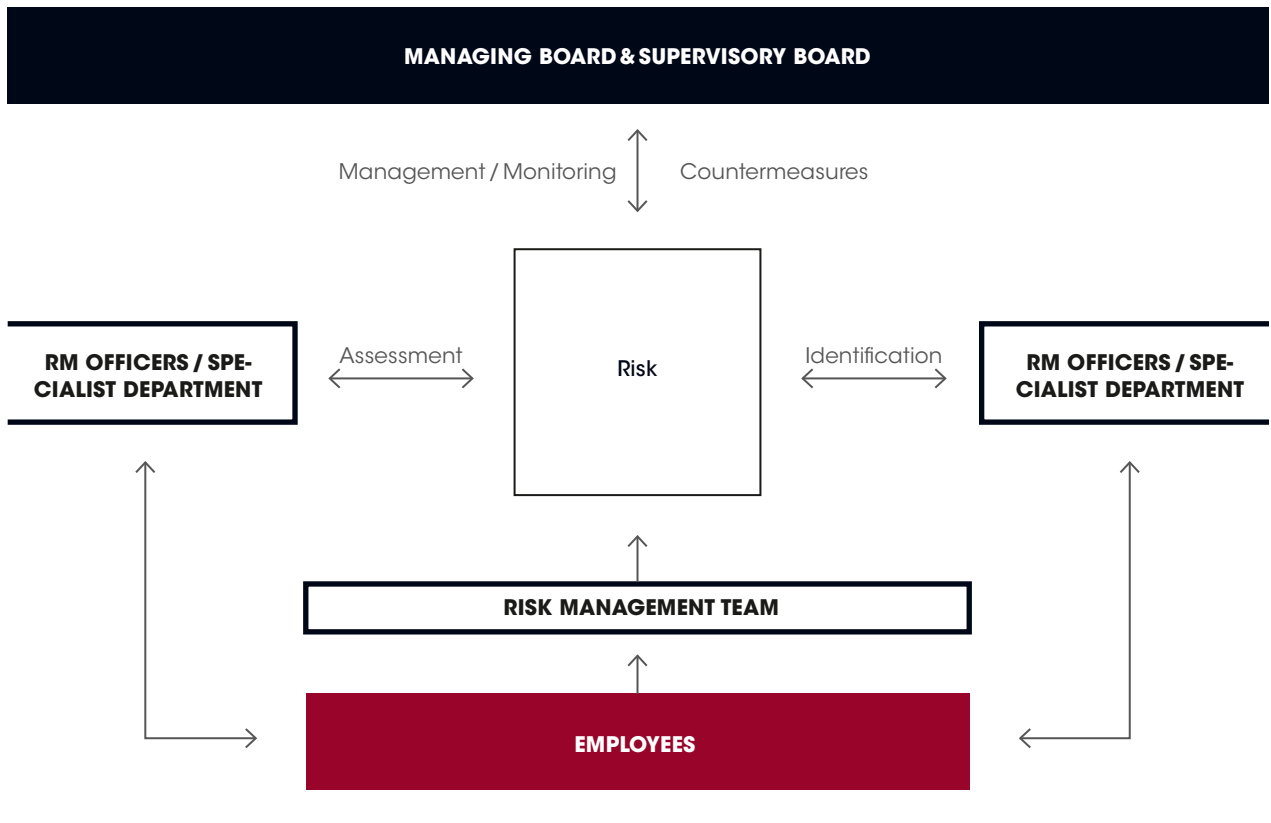 MANAGING BOARD & SUPERVISORY BOARD
Management / Monitoring
Countermeasures
RM OFFICERS / SPE-
CIALIST DEPARTMENT
Assessment
Risk
Identification
RM OFFICERS / SPE-
CIALIST DEPARTMENT
RISK MANAGEMENT TEAM
EMPLOYEES